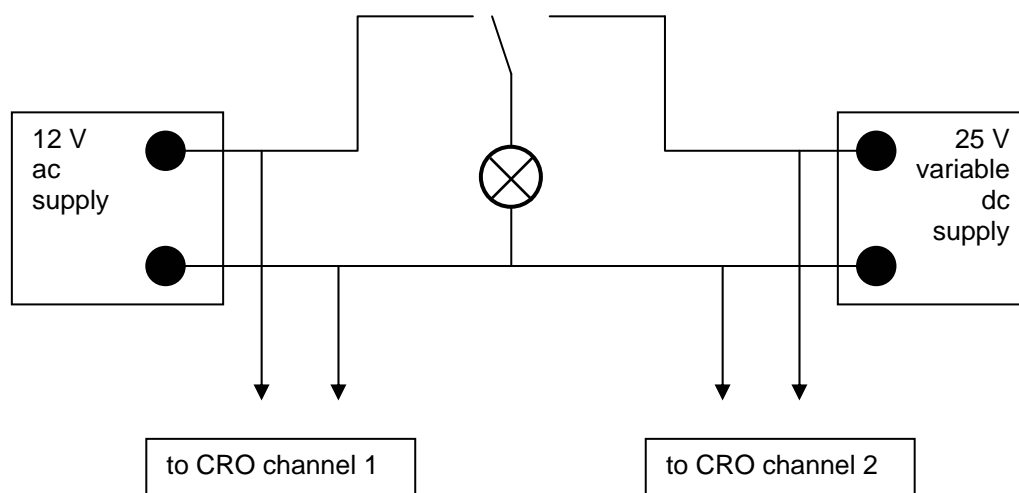 12 V
ac
supply
25 V
variable
dc
supply
to CRO channel 1
to CRO channel 2